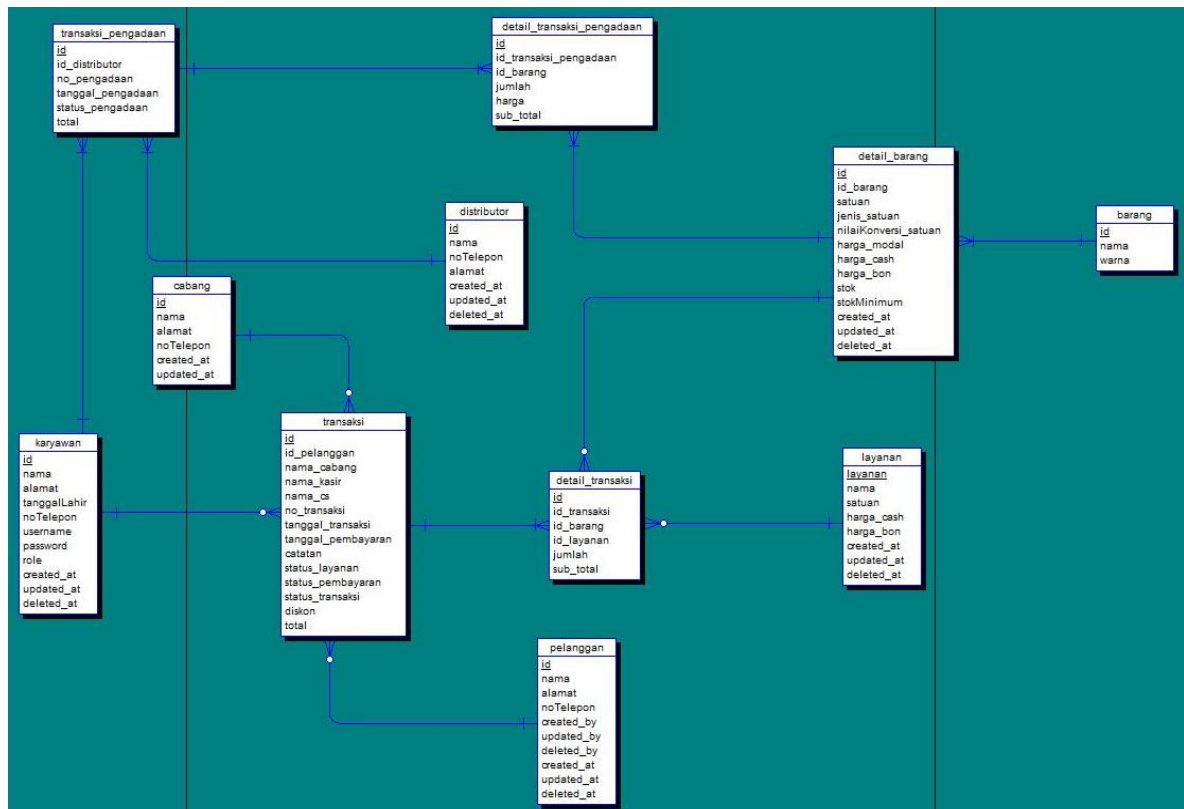 transaksi_pengadaan
id
id_distributor
no_pengadaan
tanggal_pengadaan
status_pengadaan
total
detail_transaksi_pengadaan
id
id_transaksi_pengadaan
id_barang
jumlah
harga
sub_total
detail_barang
id
id_barang
satuan
jenis_satuan
nilaiKonversi_satuan
harga_modal
harga_cash
harga_bon
stok
stokMinimum
created_at
updated_at
deleted_at
barang
id
nama
warna
distributor
id
nama
noTelepon
alamat
created_at
updated_at
deleted_at
cabang
id
nama
alamat
noTelepon
created_at
updated_at
karyawan
id
nama
alamat
tanggalLahir
noTelepon
username
password
role
created_at
updated_at
deleted_at
transaksi
id
id_pelanggan
nama_cabang
nama_kasir
nama_cs
no_transaksi
tanggal_transaksi
tanggal_pembayaran
catatan
status_layanan
status_pembayaran
status_transaksi
diskon
total
detail_transaksi
id
id_transaksi
id_barang
id_layanan
jumlah
sub_total
layanan
layanan
nama
satuan
harga_cash
harga_bon
created_at
updated_at
deleted_at
pelanggan
id
nama
alamat
noTelepon
created_by
updated_by
deleted_by
created_at
updated_at
deleted_at